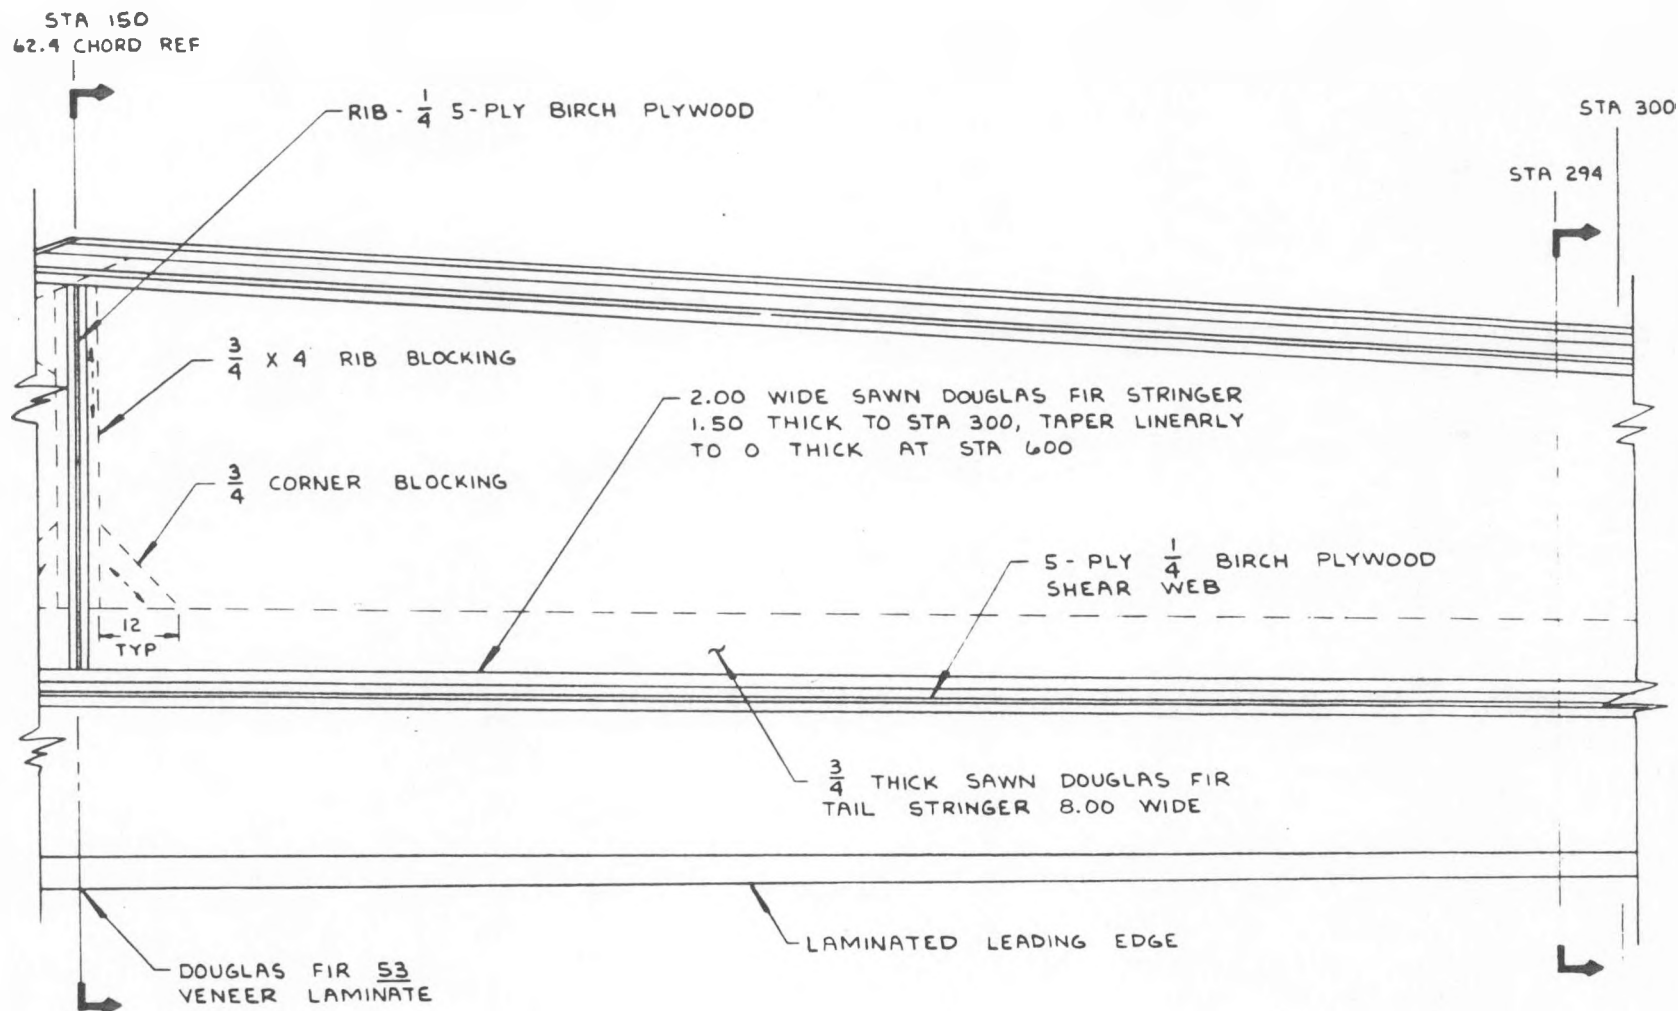 STA 150
62.4 CHORD REF
RIB - 1/4 5-PLY BIRCH PLYWOOD
STA 300
STA 294
3/4 X 4 RIB BLOCKING
2.00 WIDE SAWN DOUGLAS FIR STRINGER
1.50 THICK TO STA 300, TAPER LINEARLY
TO 0 THICK AT STA 600
3/4 CORNER BLOCKING
5-PLY 1/4 BIRCH PLYWOOD
SHEAR WEB
12
TYP
3/4 THICK SAWN DOUGLAS FIR
TAIL STRINGER 8.00 WIDE
LAMINATED LEADING EDGE
DOUGLAS FIR 53
VENEER LAMINATE